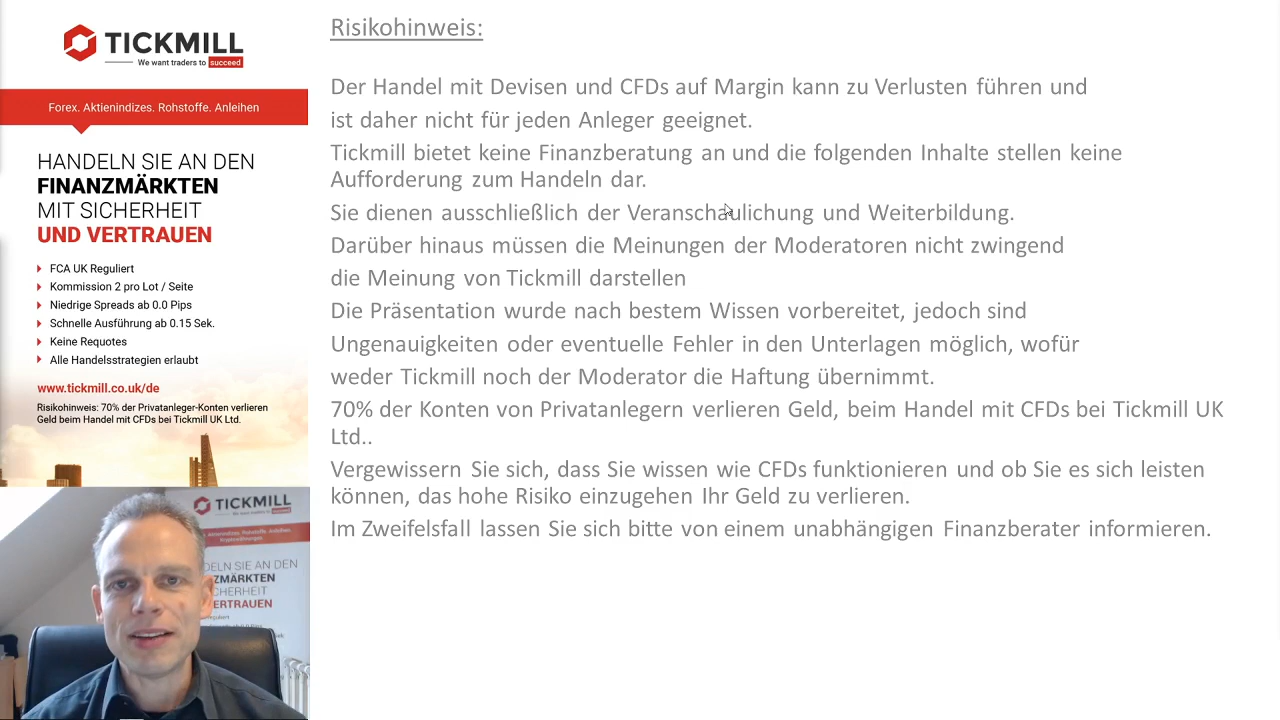 TICKMILL
We want traders to succeed
Forex. Aktienindizes. Rohstoffe. Anleihen
HANDELN SIE AN DEN
FINANZMÄRKTEN
MIT SICHERHEIT
UND VERTRAUEN
FCA UK Reguliert
Kommission 2 pro Lot / Seite
Niedrige Spreads ab 0.0 Pips
Schnelle Ausführung ab 0.15 Sek.
Keine Requotes
Alle Handelsstrategien erlaubt
www.tickmill.co.uk/de
Risikohinweis: 70% der Privatanleger-Konten verlieren
Geld beim Handel mit CFDs bei Tickmill UK Ltd.
Risikohinweis:
Der Handel mit Devisen und CFDs auf Margin kann zu Verlusten führen und
ist daher nicht für jeden Anleger geeignet.
Tickmill bietet keine Finanzberatung an und die folgenden Inhalte stellen keine
Aufforderung zum Handeln dar.
Sie dienen ausschließlich der Veranschaulichung und Weiterbildung.
Darüber hinaus müssen die Meinungen der Moderatoren nicht zwingend
die Meinung von Tickmill darstellen
Die Präsentation wurde nach bestem Wissen vorbereitet, jedoch sind
Ungenauigkeiten oder eventuelle Fehler in den Unterlagen möglich, wofür
weder Tickmill noch der Moderator die Haftung übernimmt.
70% der Konten von Privatanlegern verlieren Geld, beim Handel mit CFDs bei Tickmill UK
Ltd..
Vergewissern Sie sich, dass Sie wissen wie CFDs funktionieren und ob Sie es sich leisten
können, das hohe Risiko einzugehen Ihr Geld zu verlieren.
Im Zweifelsfall lassen Sie sich bitte von einem unabhängigen Finanzberater informieren.
TICKMILL
DELN SIE AN DEN
ZMÄRKTEN
CHERHEIT
ERTRAUEN